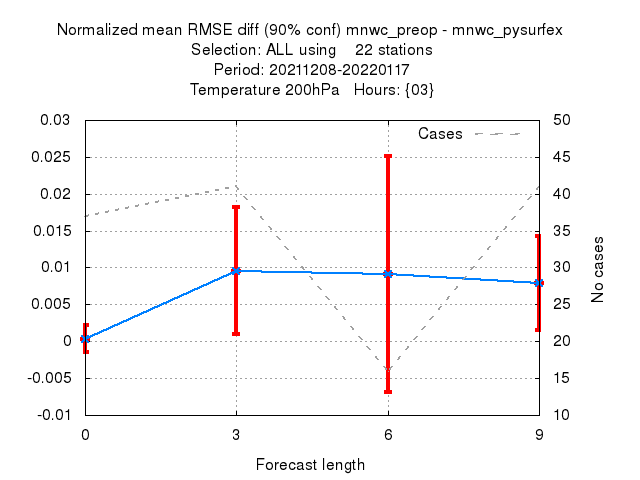 Normalized mean RMSE diff (90% conf) mnwc_preop - mnwc_pysurfex
Selection: ALL using 22 stations
Period: 20211208-20220117
Temperature 200hPa Hours: {03}
0.03
0.025
0.02
0.015
0.01
0.005
0
-0.005
-0.01
Cases
50
45
40
35
30
25
20
15
10
No cases
0 3 6 9
Forecast length